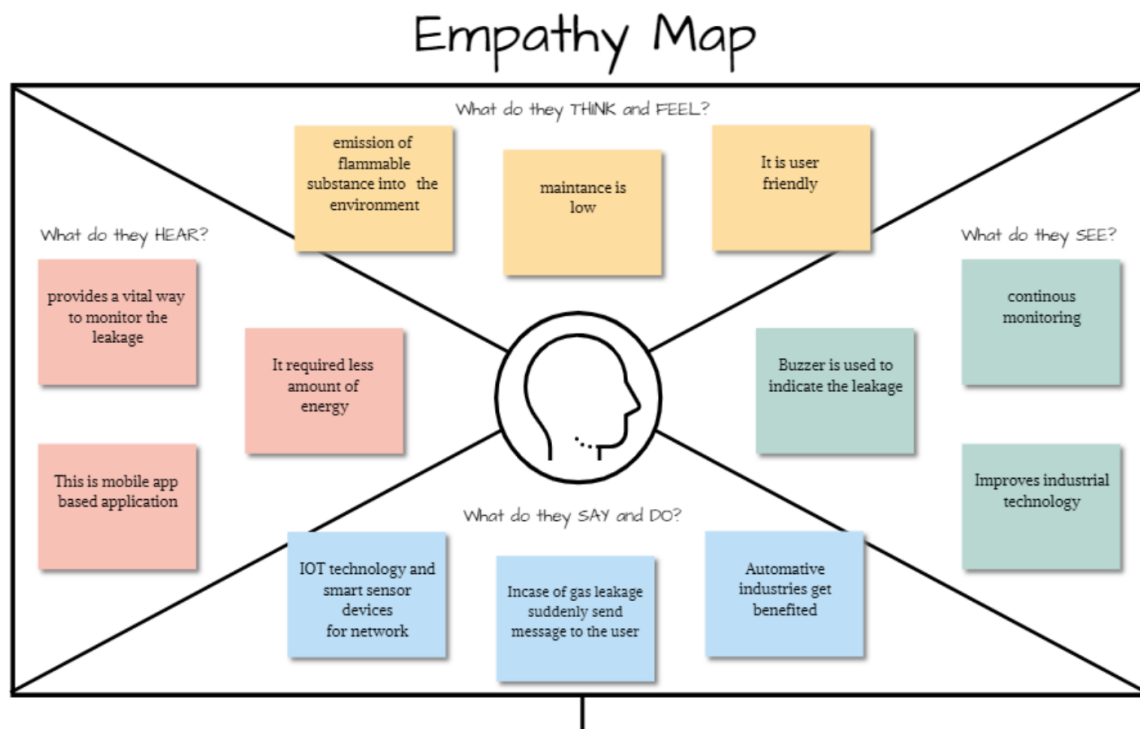 Empathy Map
What do they THINK and FEEL?
emission of
flammable
substance into the
environment
maintance is
low
It is user
friendly
What do they HEAR?
provides a vital way
to monitor the
leakage
It required less
amount of
energy
This is mobile app
based application
What do they SEE?
continous
monitoring
Buzzer is used to
indicate the leakage
Improves industrial
technology
What do they SAY and DO?
IOT technology and
smart sensor
devices
for network
Incase of gas leakage
suddenly send
message to the user
Automative
industries get
benefited